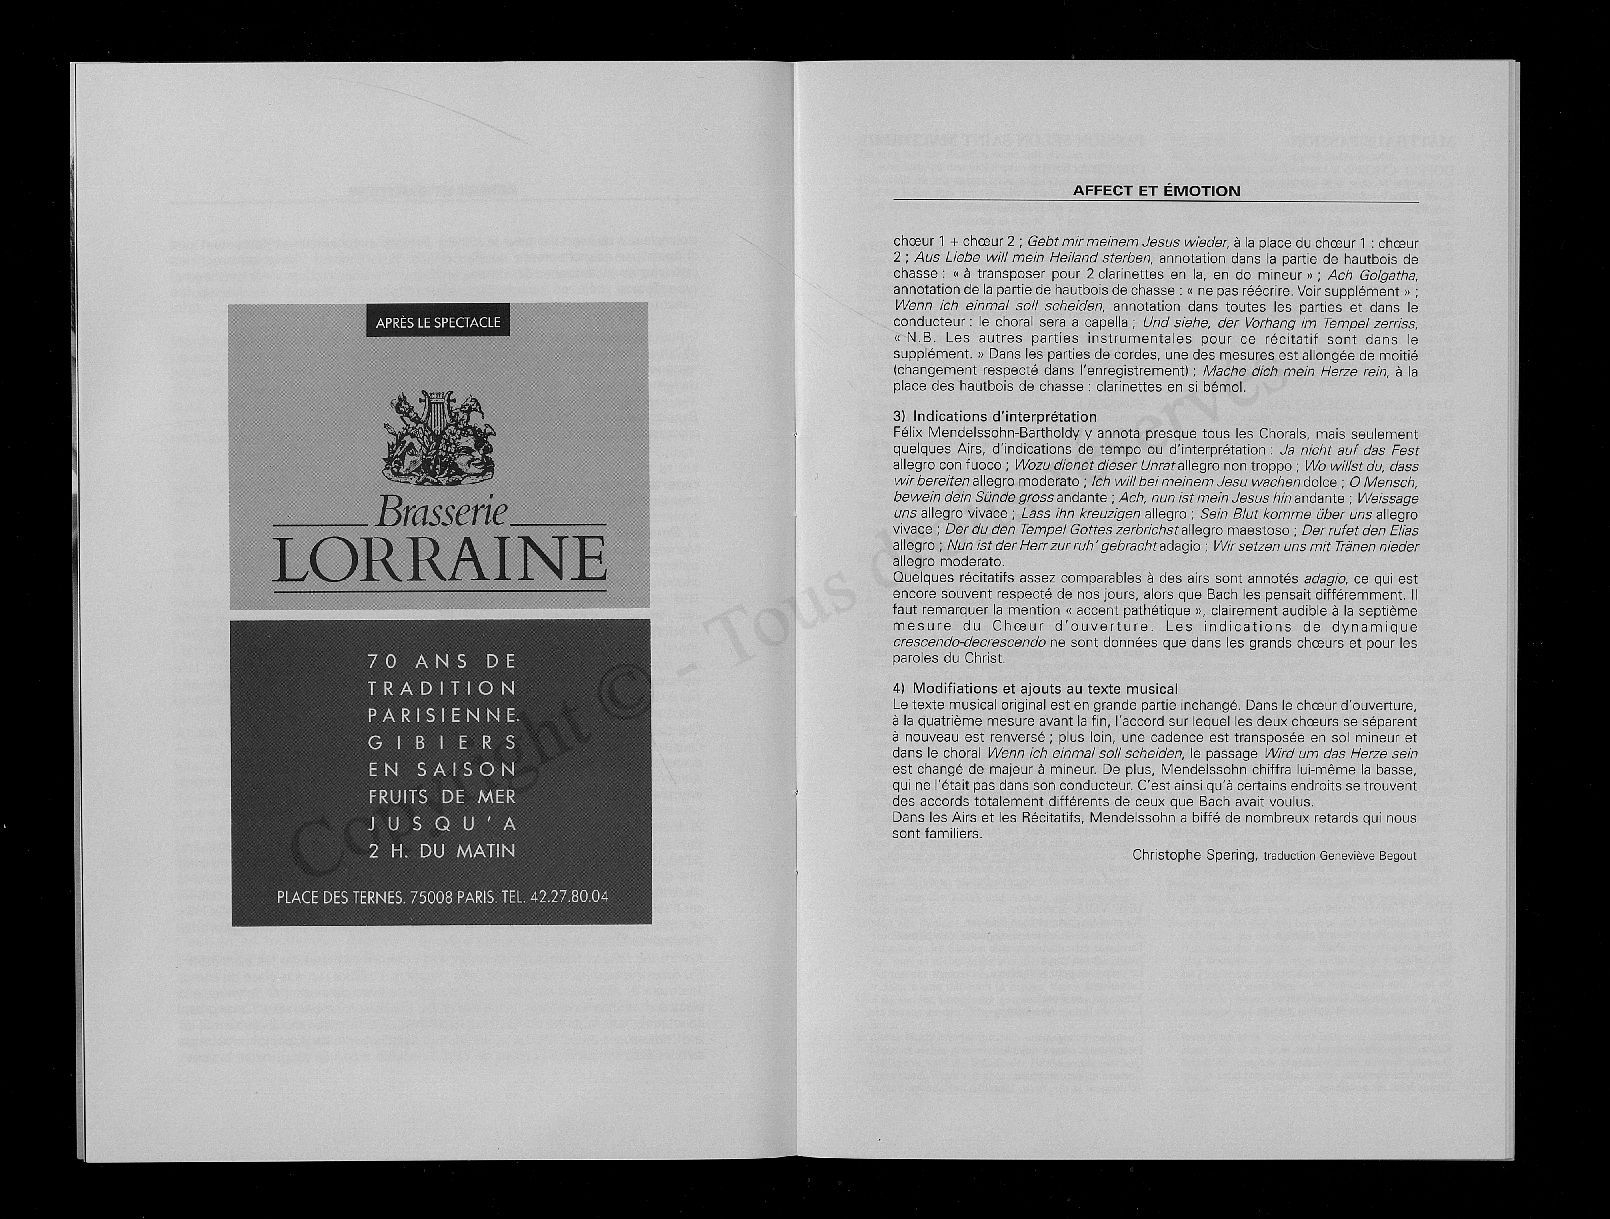 APRÈS LE SPECTACLE
Brasserie
LORRAINE
70 ANS DE
TRADITION
PARISIENNE.
GIBIERS
EN SAISON
FRUITS DE MER
JUSQU'A
2 H. DU MATIN
PLACE DES TERNES. 75008 PARIS. TEL. 42.27.80.04
Copyright © - Tous
AFFECT ET ÉMOTION
chœur 1 + chœur 2 ; Gebt mir meinem Jesus wieder, à la place du chœur 1 : chœur
2 ; Aus Liebe will mein Heiland sterben, annotation dans la partie de hautbois de
chasse : « à transposer pour 2 clarinettes en la, en do mineur » ; Ach Golgatha,
annotation de la partie de hautbois de chasse : « ne pas réécrire. Voir supplément » ;
Wenn ich einmal soll scheiden, annotation dans toutes les parties et dans le
conducteur : le choral sera a capella ; Und siehe, der Vorhang im Tempel zerriss,
« N.B. Les autres parties instrumentales pour ce récitatif sont dans le
supplément. » Dans les parties de cordes, une des mesures est allongée de moitié
(changement respecté dans l'enregistrement) ; Mache dich mein Herze rein, à la
place des hautbois de chasse : clarinettes en si bémol.
3) Indications d'interprétation
Félix Mendelssohn-Bartholdy y annota presque tous les Chorals, mais seulement
quelques Airs, d'indications de tempo ou d'interprétation : Ja nicht auf das Fest
allegro con fuoco ; Wozu dienet dieser Unrat allegro non troppo ; Wo willst du, dass
wir bereiten allegro moderato ; Ich will bei meinem Jesu wachen dolce ; O Mensch,
bewein dein Sünde gross andante ; Ach, nun ist mein Jesus hin andante ; Weissage
uns allegro vivace ; Lass ihn kreuzigen allegro ; Sein Blut komme über uns allegro
vivace ; Der du den Tempel Gottes zerbrichst allegro maestoso ; Der rufet den Elias
allegro ; Nun ist der Herr zur ruh' gebracht adagio ; Wir setzen uns mit Tränen nieder
allegro moderato.
Quelques récitatifs assez comparables à des airs sont annotés adagio, ce qui est
encore souvent respecté de nos jours, alors que Bach les pensait différemment. Il
faut remarquer la mention « accent pathétique », clairement audible à la septième
mesure du Chœur d'ouverture. Les indications de dynamique
crescendo-decrescendo ne sont données que dans les grands chœurs et pour les
paroles du Christ.
4) Modifiations et ajouts au texte musical
Le texte musical original est en grande partie inchangé. Dans le chœur d'ouverture,
à la quatrième mesure avant la fin, l'accord sur lequel les deux chœurs se séparent
à nouveau est renversé ; plus loin, une cadence est transposée en sol mineur et
dans le choral Wenn ich einmal soll scheiden, le passage Wird um das Herze sein
est changé de majeur à mineur. De plus, Mendelssohn chiffra lui-même la basse,
qui ne l'était pas dans son conducteur. C'est ainsi qu'à certains endroits se trouvent
des accords totalement différents de ceux que Bach avait voulus.
Dans les Airs et les Récitatifs, Mendelssohn a biffé de nombreux retards qui nous
sont familiers.
Christophe Spering, traduction Geneviève Begout